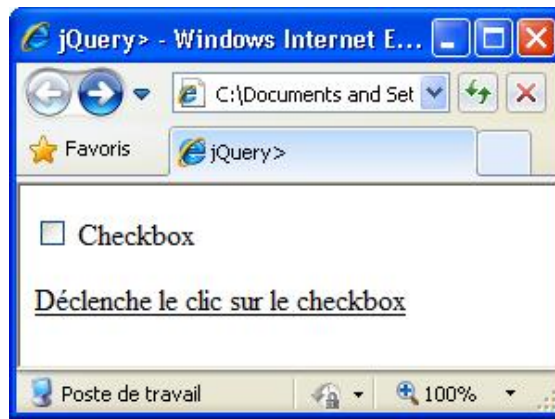 jQuery> - Windows Internet E...
C:\Documents and Set
Favoris
jQuery>
Checkbox
Déclenche le clic sur le checkbox
Poste de travail
100%